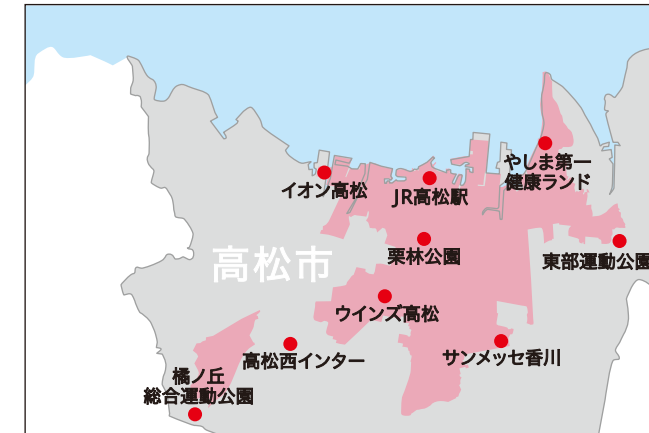 やしま第一
健康ランド
イオン高松
JR高松駅
高松市
栗林公園
東部運動公園
ウインズ高松
高松西インター
サンメッセ香川
橘ノ丘
総合運動公園